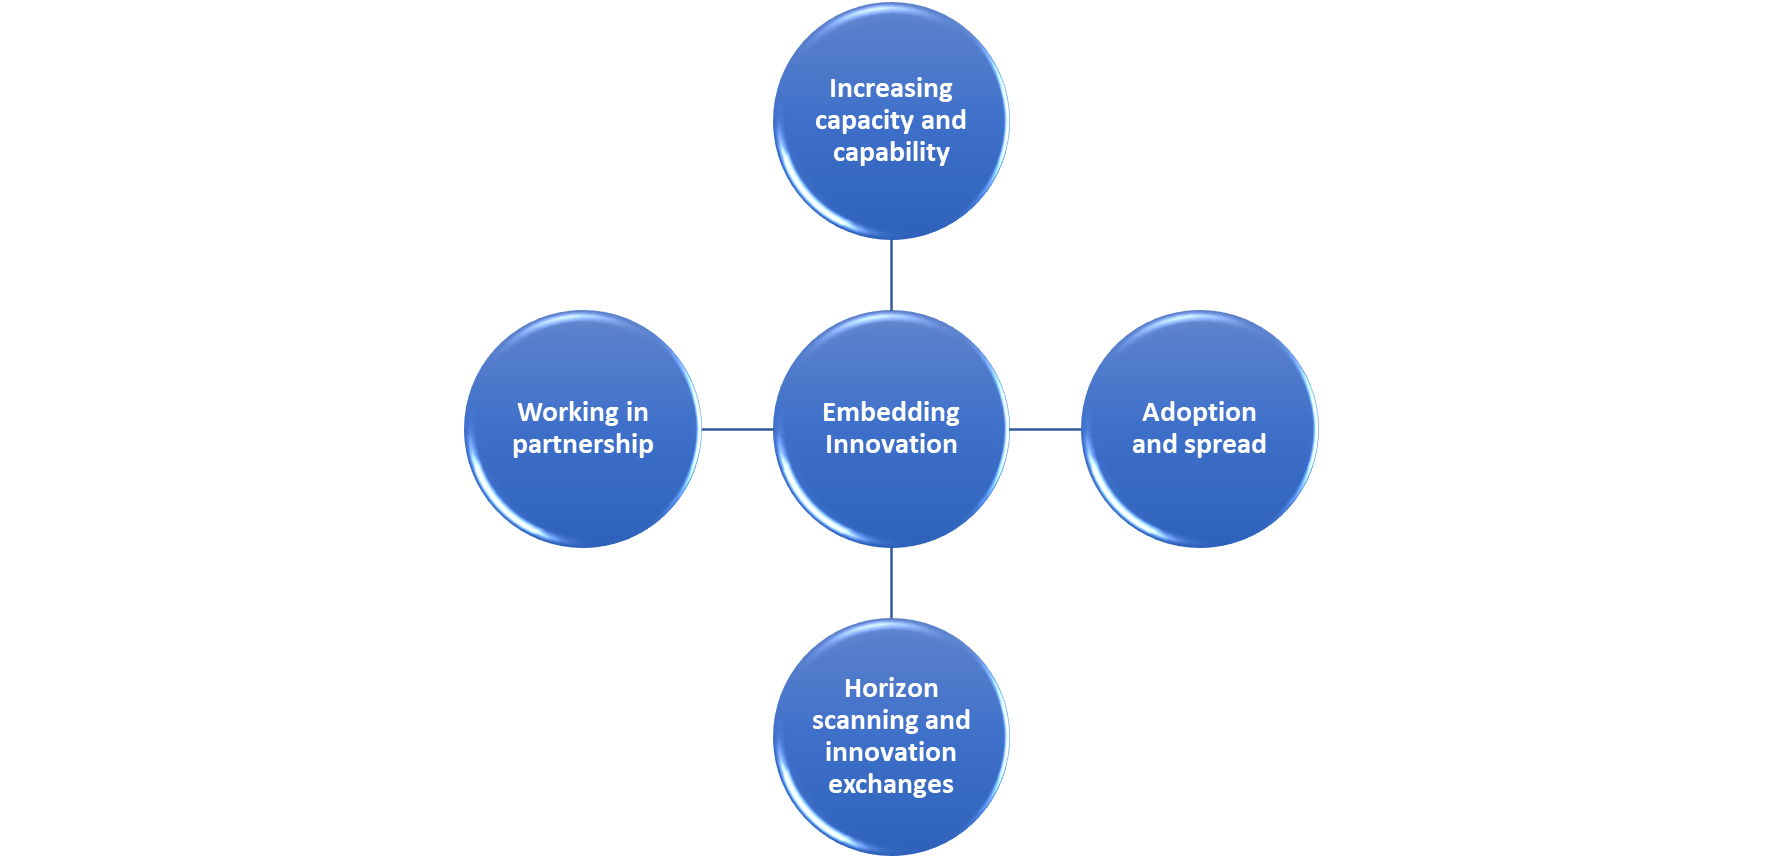 Increasing
capacity and
capability
Working in
partnership
Embedding
Innovation
Adoption
and spread
Horizon
scanning and
innovation
exchanges